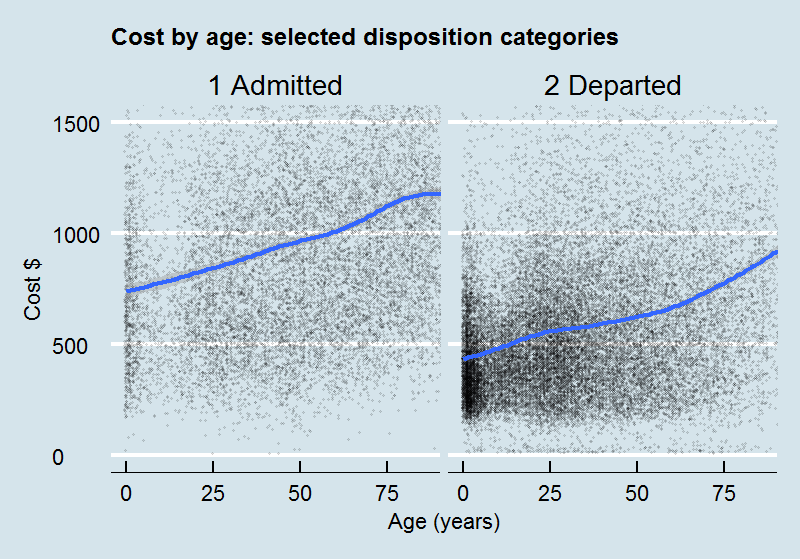 Cost by age: selected disposition categories
1 Admitted
2 Departed
1500
1000
500
0
Cost $
0 25 50 75
0 25 50 75
Age (years)